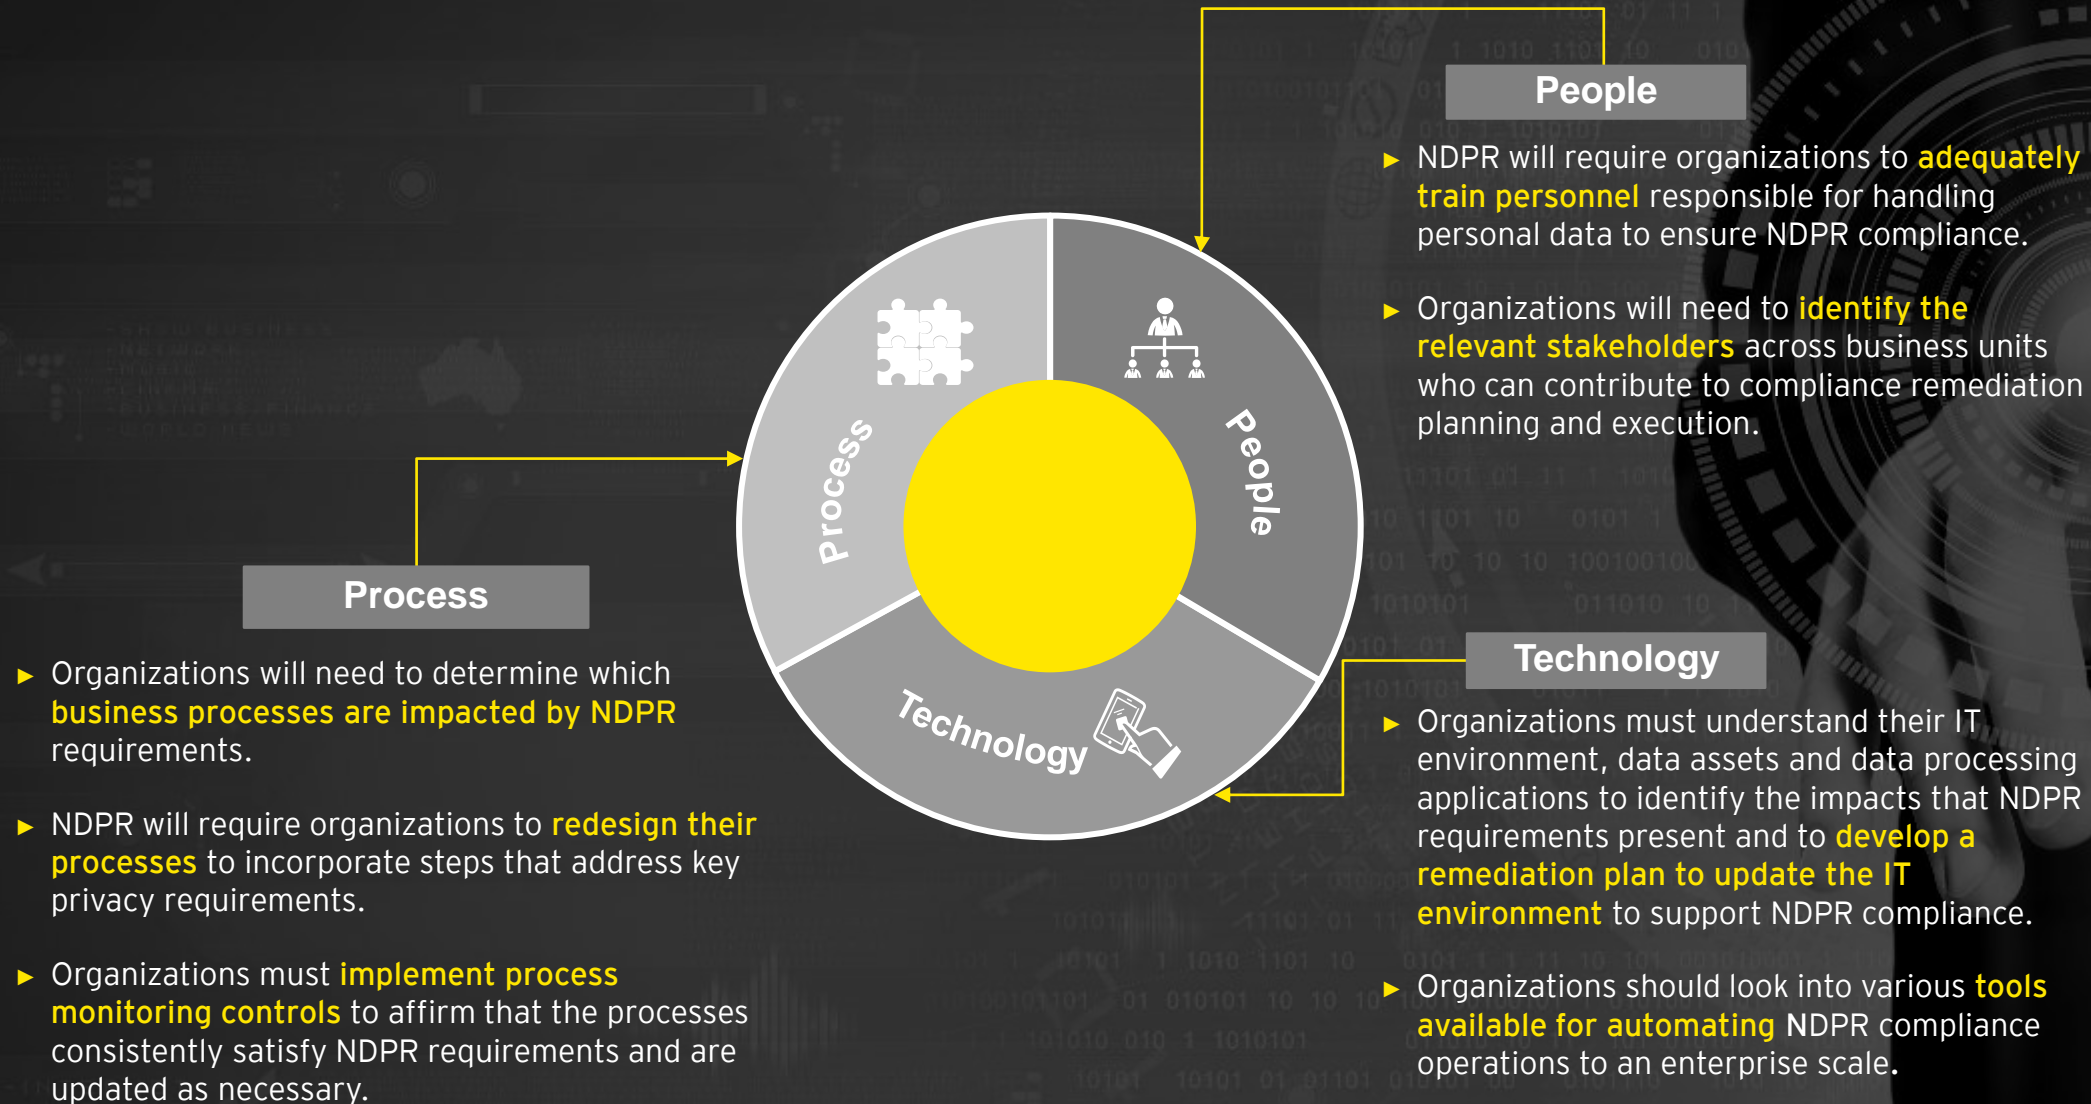 People
► NDPR will require organizations to adequately
train personnel responsible for handling
personal data to ensure NDPR compliance.
► Organizations will need to identify the
relevant stakeholders across business units
who can contribute to compliance remediation
planning and execution.
Process
People
Technology
Process
► Organizations will need to determine which
business processes are impacted by NDPR
requirements.
► NDPR will require organizations to redesign their
processes to incorporate steps that address key
privacy requirements.
► Organizations must implement process
monitoring controls to affirm that the processes
consistently satisfy NDPR requirements and are
updated as necessary.
Technology
► Organizations must understand their IT
environment, data assets and data processing
applications to identify the impacts that NDPR
requirements present and to develop a
remediation plan to update the IT
environment to support NDPR compliance.
► Organizations should look into various tools
available for automating NDPR compliance
operations to an enterprise scale.